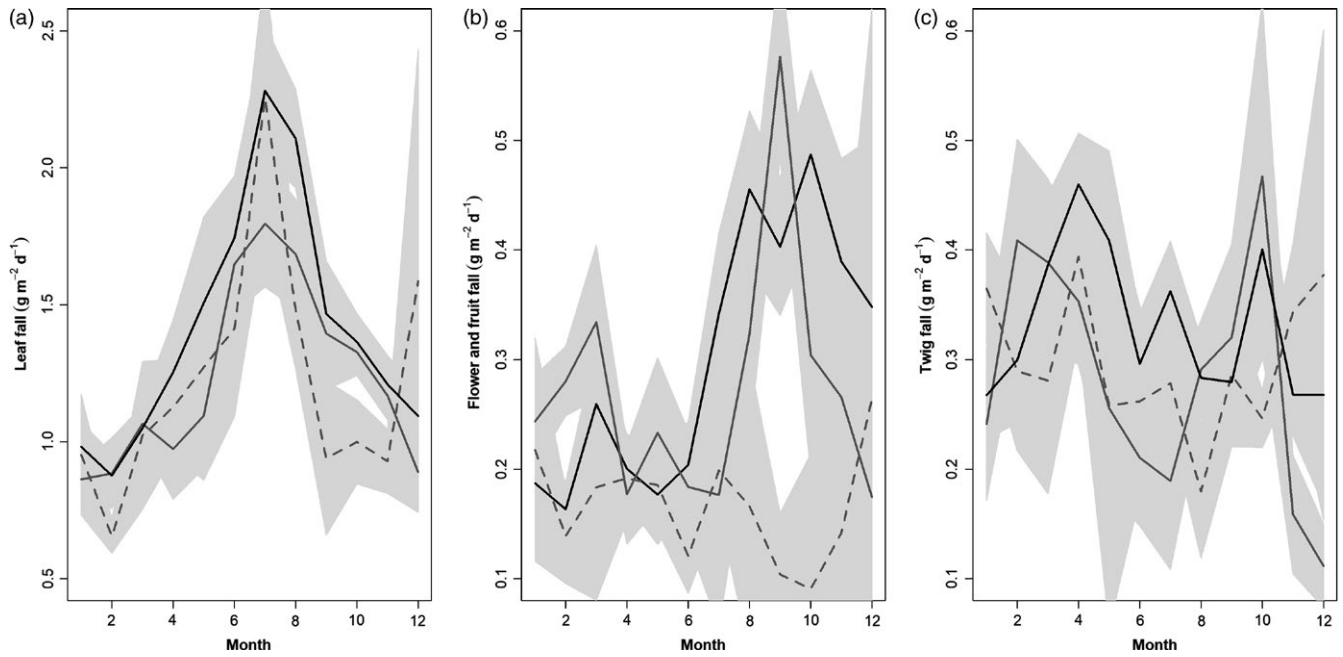 (a)
2.5
2.0
1.5
1.0
0.5
Leaf fall (g m−2 d−1)
2 4 6 8 10 12
Month
(b)
0.6
0.5
0.4
0.3
0.2
0.1
Flower and fruit fall (g m−2 d−1)
2 4 6 8 10 12
Month
(c)
0.6
0.5
0.4
0.3
0.2
0.1
Twig fall (g m−2 d−1)
2 4 6 8 10 12
Month